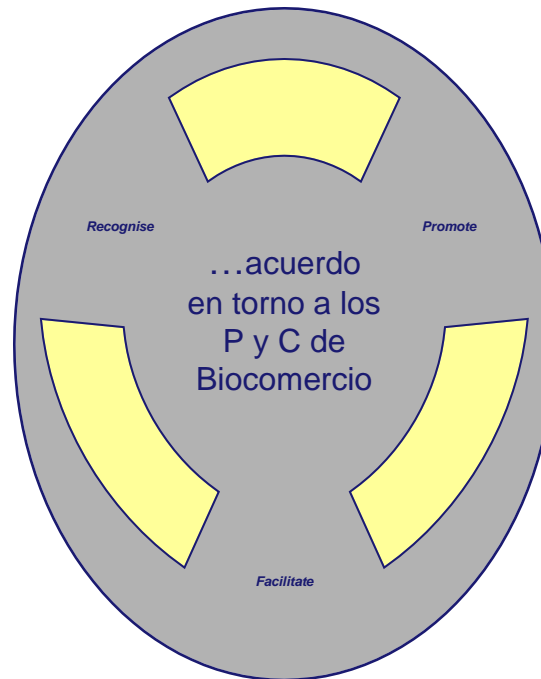 Recognise
Promote
…acuerdo
en torno a los
P y C de
Biocomercio
Facilitate